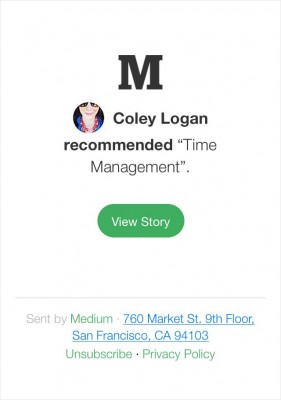 M
Coley Logan
recommended “Time
Management”.
View Story
Sent by Medium · 760 Market St. 9th Floor,
San Francisco, CA 94103
Unsubscribe · Privacy Policy